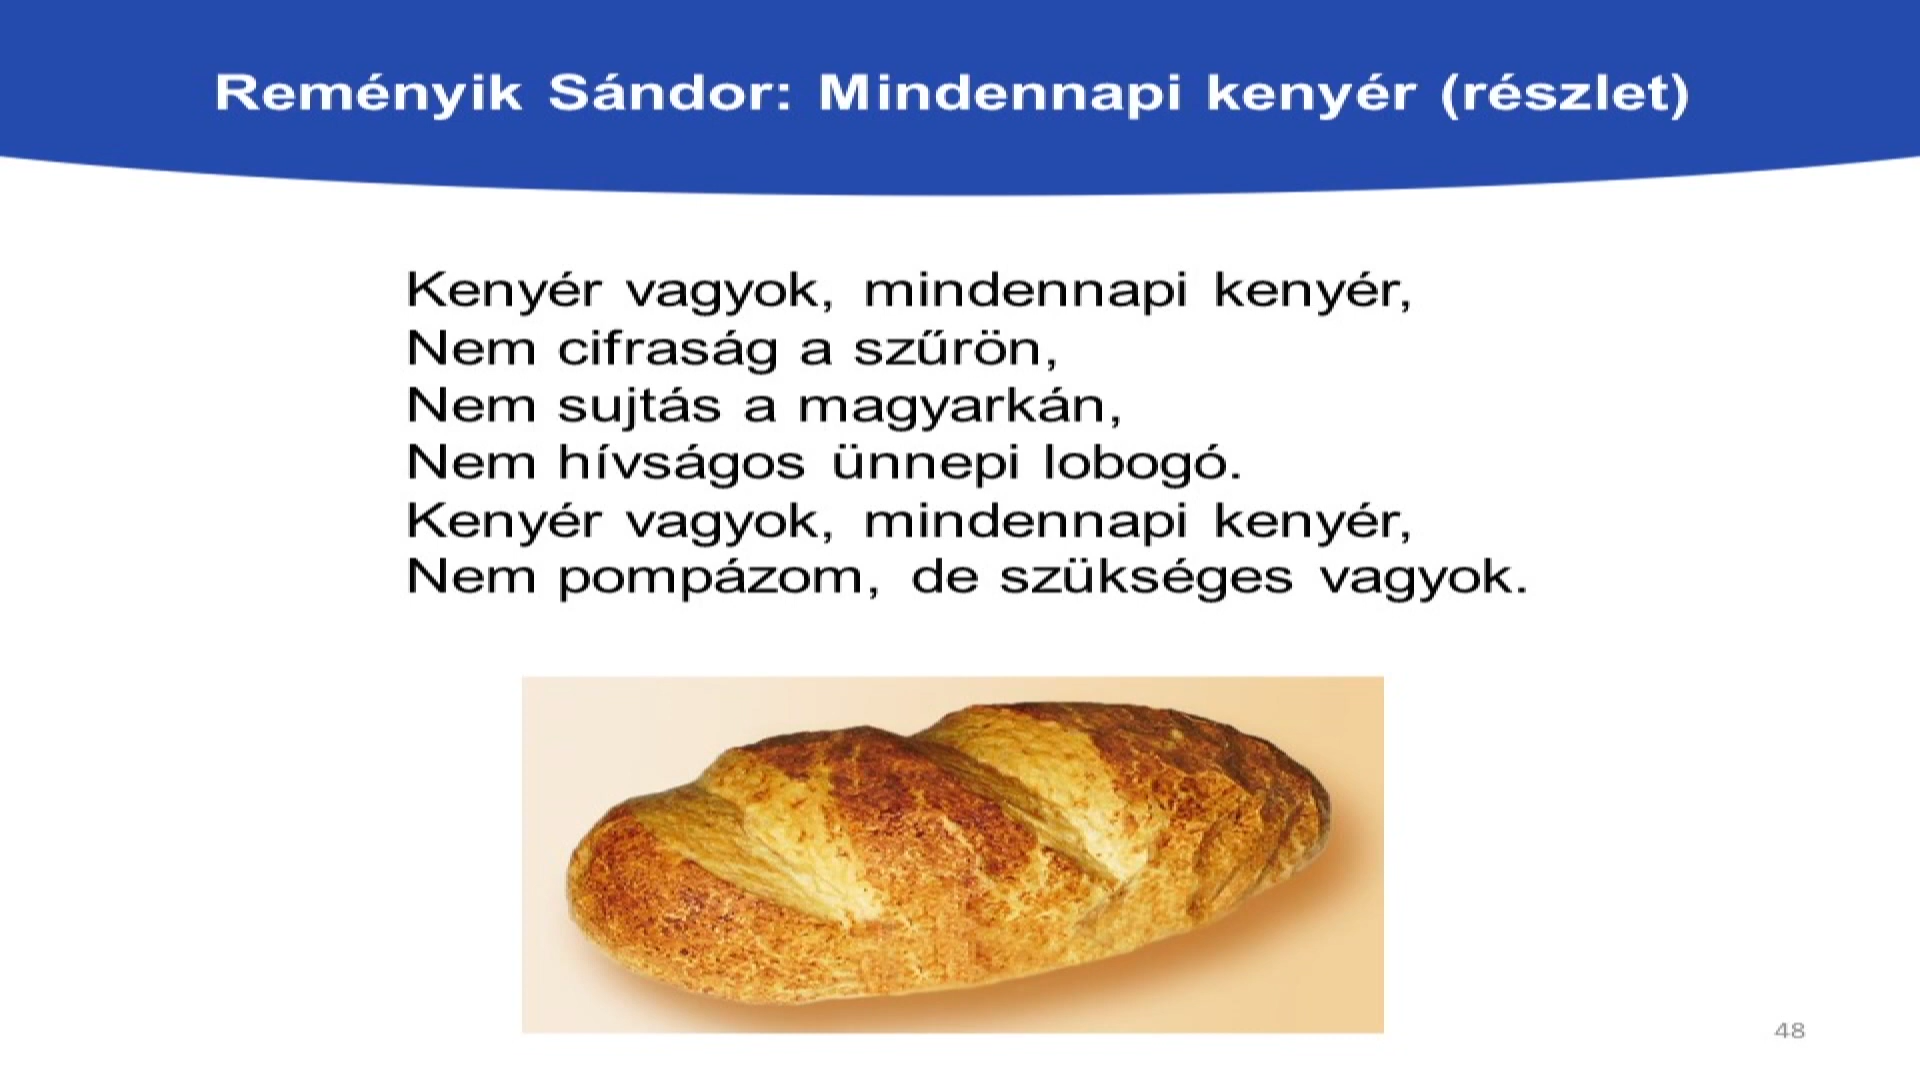 Reményik Sándor: Mindennapi kenyér (részlet)
Kenyér vagyok, mindennapi kenyér,
Nem cifraság a szűrön,
Nem sujtás a magyarkán,
Nem hívságos ünnepi lobogó.
Kenyér vagyok, mindennapi kenyér,
Nem pompázom, de szükséges vagyok.
48